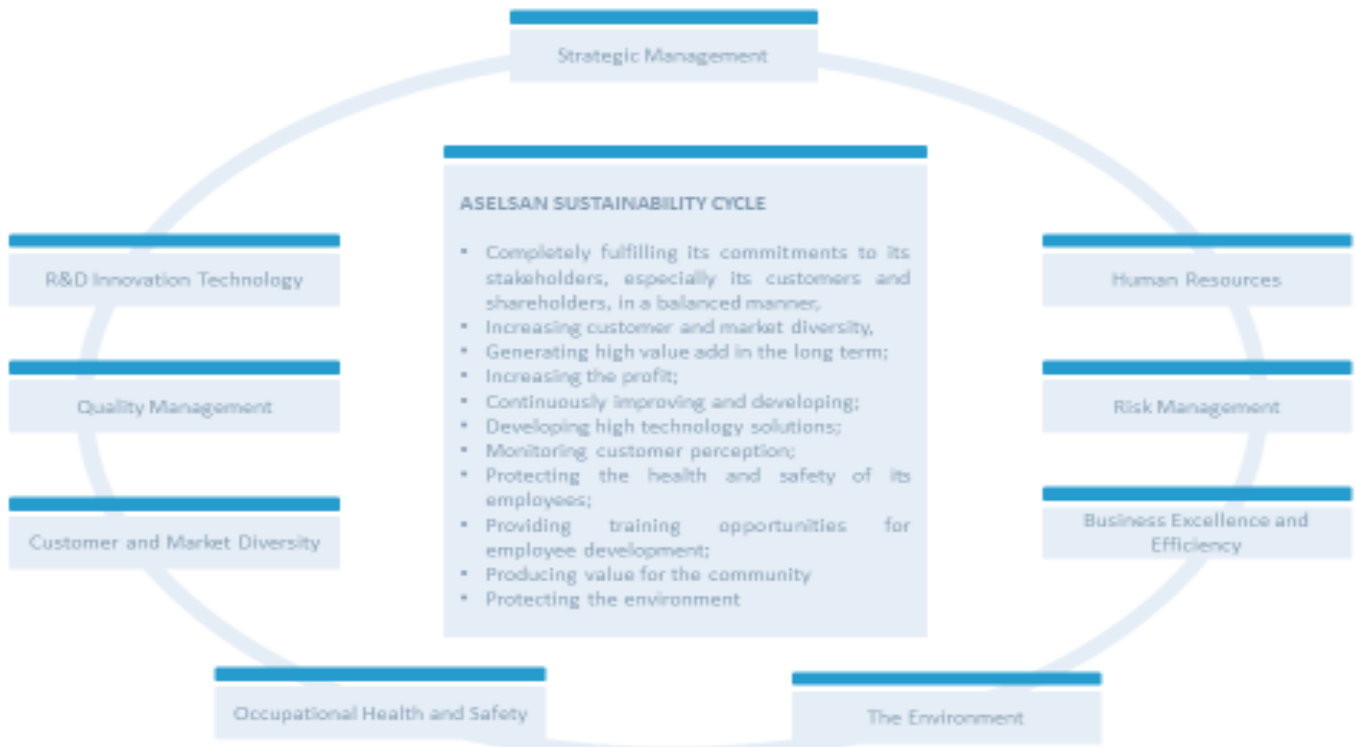 Strategic Management
ASELSAN SUSTAINABILITY CYCLE
• Completely fulfilling its commitments to its
stakeholders, especially its customers and
shareholders, in a balanced manner,
• Increasing customer and market diversity,
• Generating high value add in the long term;
• Increasing the profit;
• Continuously improving and developing;
• Developing high technology solutions;
• Monitoring customer perception;
• Protecting the health and safety of its
employees;
• Providing training opportunities for
employee development;
• Producing value for the community
• Protecting the environment
R&D Innovation Technology
Quality Management
Customer and Market Diversity
Human Resources
Risk Management
Business Excellence and
Efficiency
Occupational Health and Safety
The Environment